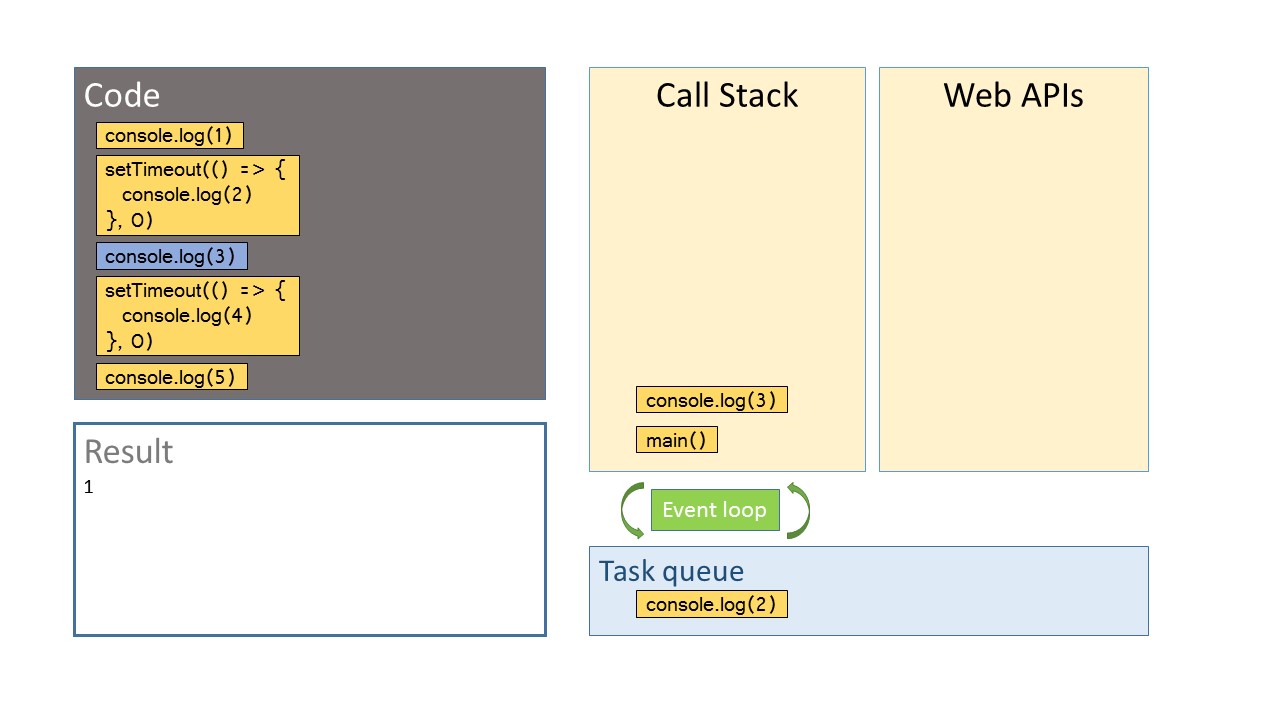 Code
console.log(1)
setTimeout(() => {
console.log(2)
}, 0)
console.log(3)
setTimeout(() => {
console.log(4)
}, 0)
console.log(5)
Result
1
Call Stack
console.log(3)
main()
Web APIs
Event loop
Task queue
console.log(2)